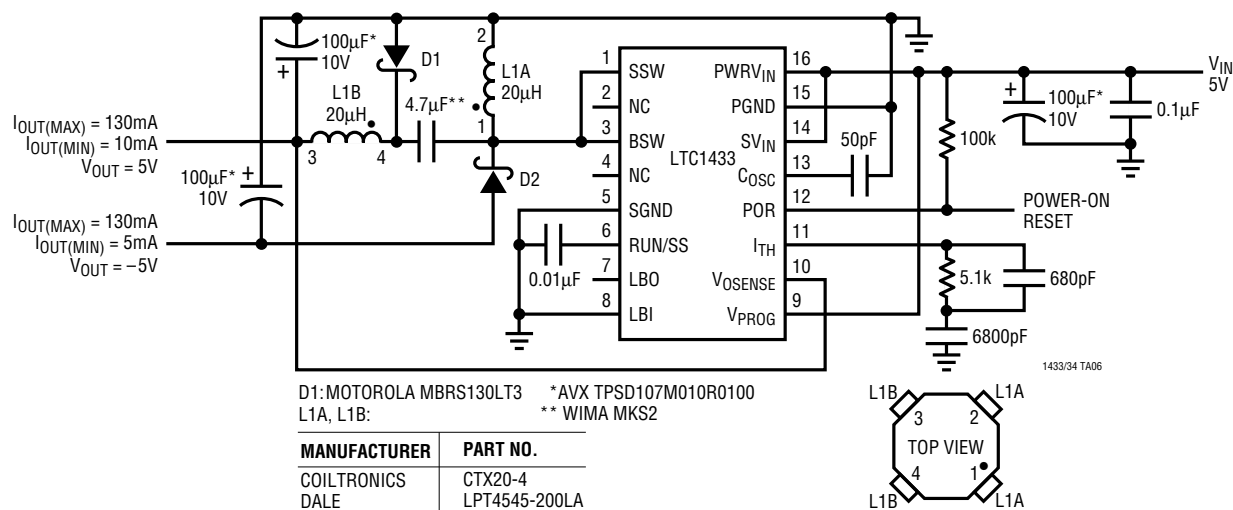 100µF*
10V
+
L1B
20µH
D1
2
L1A
20µH
1
4.7µF**
3
4
IOUT(MAX) = 130mA
IOUT(MIN) = 10mA
VOUT = 5V
100µF*
10V
+
IOUT(MAX) = 130mA
IOUT(MIN) = 5mA
VOUT = –5V
D2
0.01µF
1 SSW
2 NC
3 BSW
4 NC
5 SGND
6 RUN/SS
7 LBO
8 LBI
LTC1433
PWRVIN 16
PGND 15
SVIN 14
COSC 13
POR 12
ITH 11
VOSENSE 10
VPROG 9
50pF
100k
+
100µF*
10V
0.1µF
VIN
5V
POWER-ON
RESET
5.1k
680pF
6800pF
1433/34 TA06
D1: MOTOROLA MBRS130LT3 *AVX TPSD107M010R0100
L1A, L1B: ** WIMA MKS2
MANUFACTURER PART NO.
COILTRONICS CTX20-4
DALE LPT4545-200LA
L1B L1A
3 2
TOP VIEW
4 1
L1B L1A